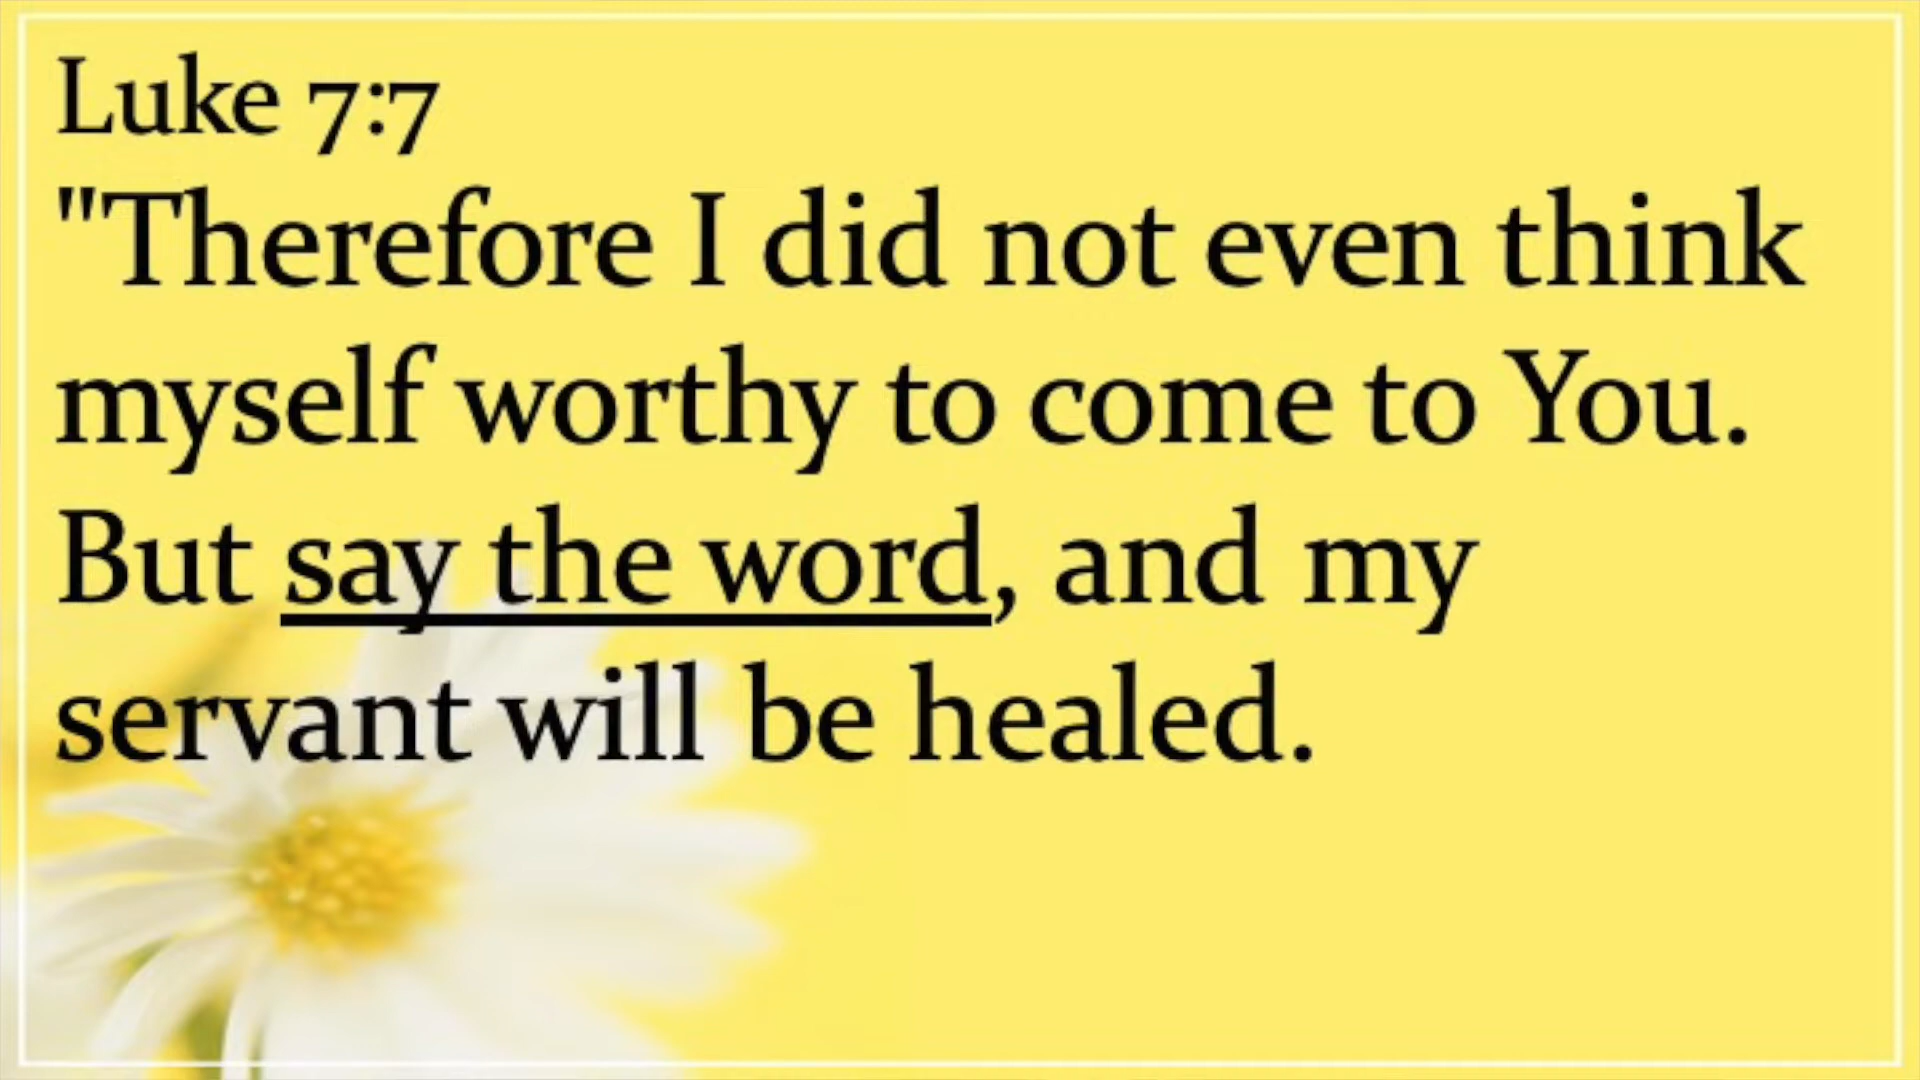 Luke 7:7
"Therefore I did not even think
myself worthy to come to You.
But say the word, and my
servant will be healed.